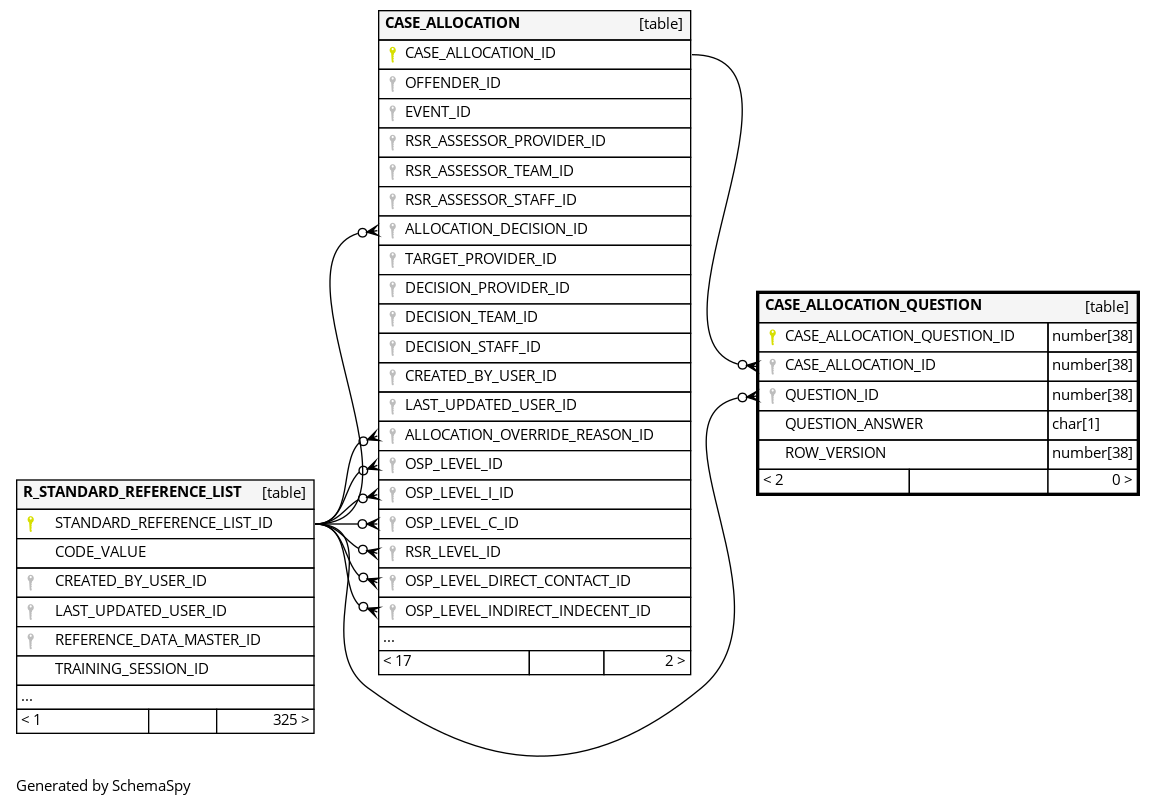 CASE_ALLOCATION [table]
CASE_ALLOCATION_ID
OFFENDER_ID
EVENT_ID
RSR_ASSESSOR_PROVIDER_ID
RSR_ASSESSOR_TEAM_ID
RSR_ASSESSOR_STAFF_ID
ALLOCATION_DECISION_ID
TARGET_PROVIDER_ID
DECISION_PROVIDER_ID
DECISION_TEAM_ID
DECISION_STAFF_ID
CREATED_BY_USER_ID
LAST_UPDATED_USER_ID
ALLOCATION_OVERRIDE_REASON_ID
OSP_LEVEL_ID
OSP_LEVEL_I_ID
OSP_LEVEL_C_ID
RSR_LEVEL_ID
OSP_LEVEL_DIRECT_CONTACT_ID
OSP_LEVEL_INDIRECT_INDECENT_ID
...
< 17 2 >
CASE_ALLOCATION_QUESTION [table]
CASE_ALLOCATION_QUESTION_ID number[38]
CASE_ALLOCATION_ID number[38]
QUESTION_ID number[38]
QUESTION_ANSWER char[1]
ROW_VERSION number[38]
< 2 0 >
R_STANDARD_REFERENCE_LIST [table]
STANDARD_REFERENCE_LIST_ID
CODE_VALUE
CREATED_BY_USER_ID
LAST_UPDATED_USER_ID
REFERENCE_DATA_MASTER_ID
TRAINING_SESSION_ID
...
< 1 325 >
Generated by SchemaSpy